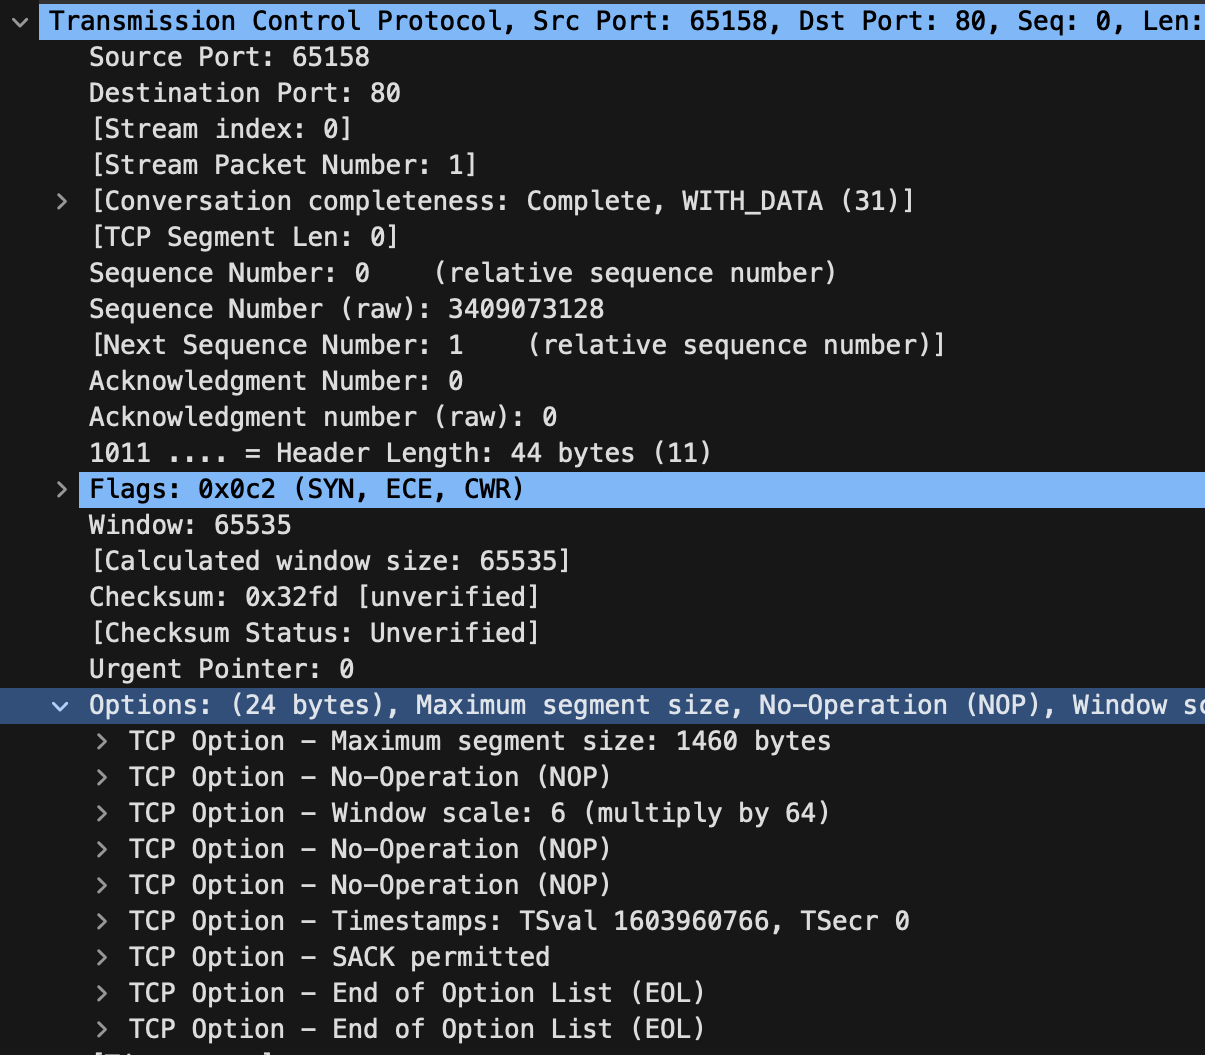 Transmission Control Protocol, Src Port: 65158, Dst Port: 80, Seq: 0, Len:
Source Port: 65158
Destination Port: 80
[Stream index: 0]
[Stream Packet Number: 1]
[Conversation completeness: Complete, WITH_DATA (31)]
[TCP Segment Len: 0]
Sequence Number: 0    (relative sequence number)
Sequence Number (raw): 3409073128
[Next Sequence Number: 1    (relative sequence number)]
Acknowledgment Number: 0
Acknowledgment number (raw): 0
1011 .... = Header Length: 44 bytes (11)
Flags: 0x0c2 (SYN, ECE, CWR)
Window: 65535
[Calculated window size: 65535]
Checksum: 0x32fd [unverified]
[Checksum Status: Unverified]
Urgent Pointer: 0
Options: (24 bytes), Maximum segment size, No-Operation (NOP), Window sc
TCP Option - Maximum segment size: 1460 bytes
TCP Option - No-Operation (NOP)
TCP Option - Window scale: 6 (multiply by 64)
TCP Option - No-Operation (NOP)
TCP Option - No-Operation (NOP)
TCP Option - Timestamps: TSval 1603960766, TSecr 0
TCP Option - SACK permitted
TCP Option - End of Option List (EOL)
TCP Option - End of Option List (EOL)